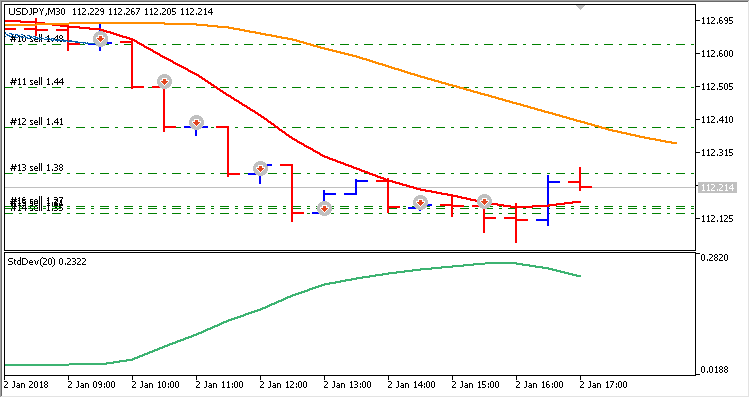 USDJPY,M30 112.229 112.267 112.205 112.214
112.695
#10 sell 1.48
112.600
#11 sell 1.44
112.505
#12 sell 1.41
112.410
112.315
#13 sell 1.38
112.214
#16 sell 1.37
112.125
StdDev(20) 0.2322
0.2820
0.0188
2 Jan 2018 2 Jan 09:00 2 Jan 10:00 2 Jan 11:00 2 Jan 12:00 2 Jan 13:00 2 Jan 14:00 2 Jan 15:00 2 Jan 16:00 2 Jan 17:00